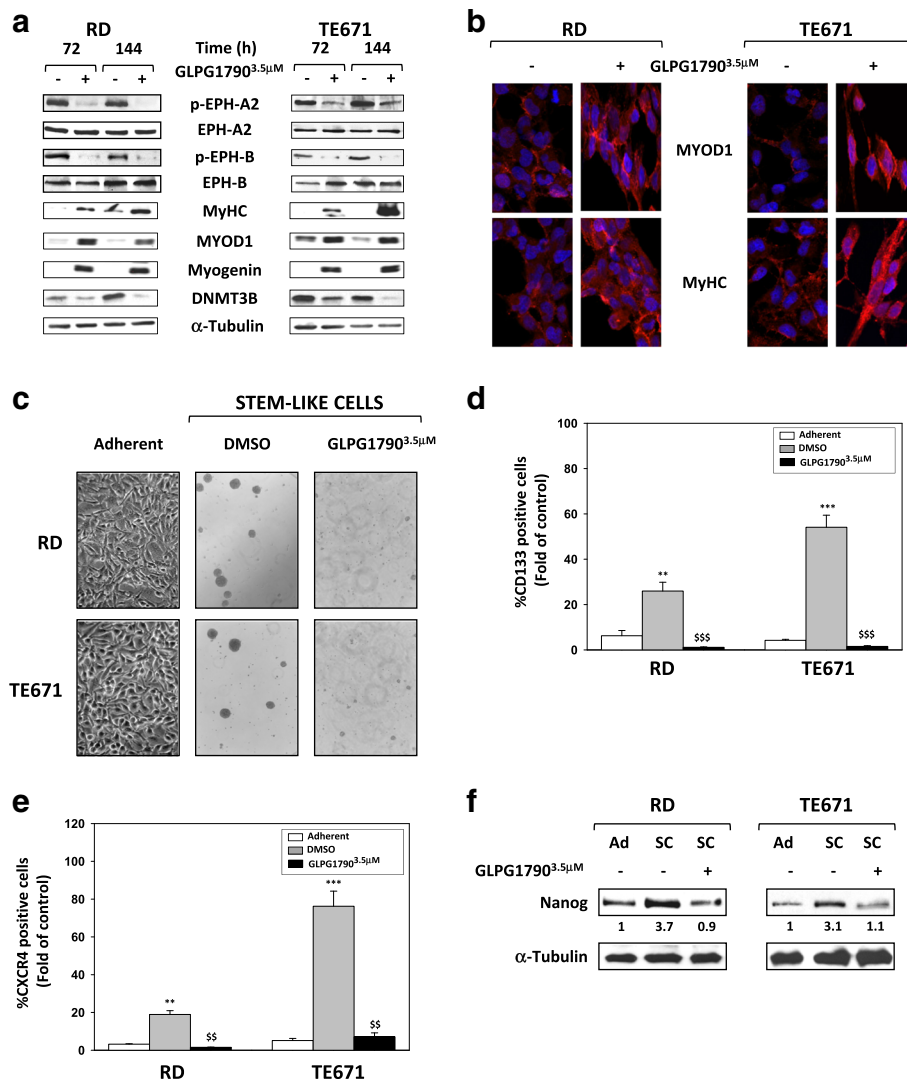 a
RD
TE671
72 144 Time (h) 72 144
GLPG1790^3.5μM
- + - + - + - +
p-EPH-A2
EPH-A2
p-EPH-B
EPH-B
MyHC
MYOD1
Myogenin
DNMT3B
α-Tubulin
b
RD
TE671
- + GLPG1790^3.5μM - +
MYOD1
MyHC
c
STEM-LIKE CELLS
Adherent DMSO GLPG1790^3.5μM
RD
TE671
d
%CD133 positive cells
(Fold of control)
100
80
60
40
20
0
Adherent
DMSO
GLPG1790^3.5μM
**
$$$
***
$$$
RD TE671
e
%CXCR4 positive cells
(Fold of control)
120
100
80
60
40
20
0
Adherent
DMSO
GLPG1790^3.5μM
**
$$
***
$$
RD TE671
f
RD TE671
Ad SC SC Ad SC SC
GLPG1790^3.5μM - - + - - +
Nanog
1 3.7 0.9 1 3.1 1.1
α-Tubulin